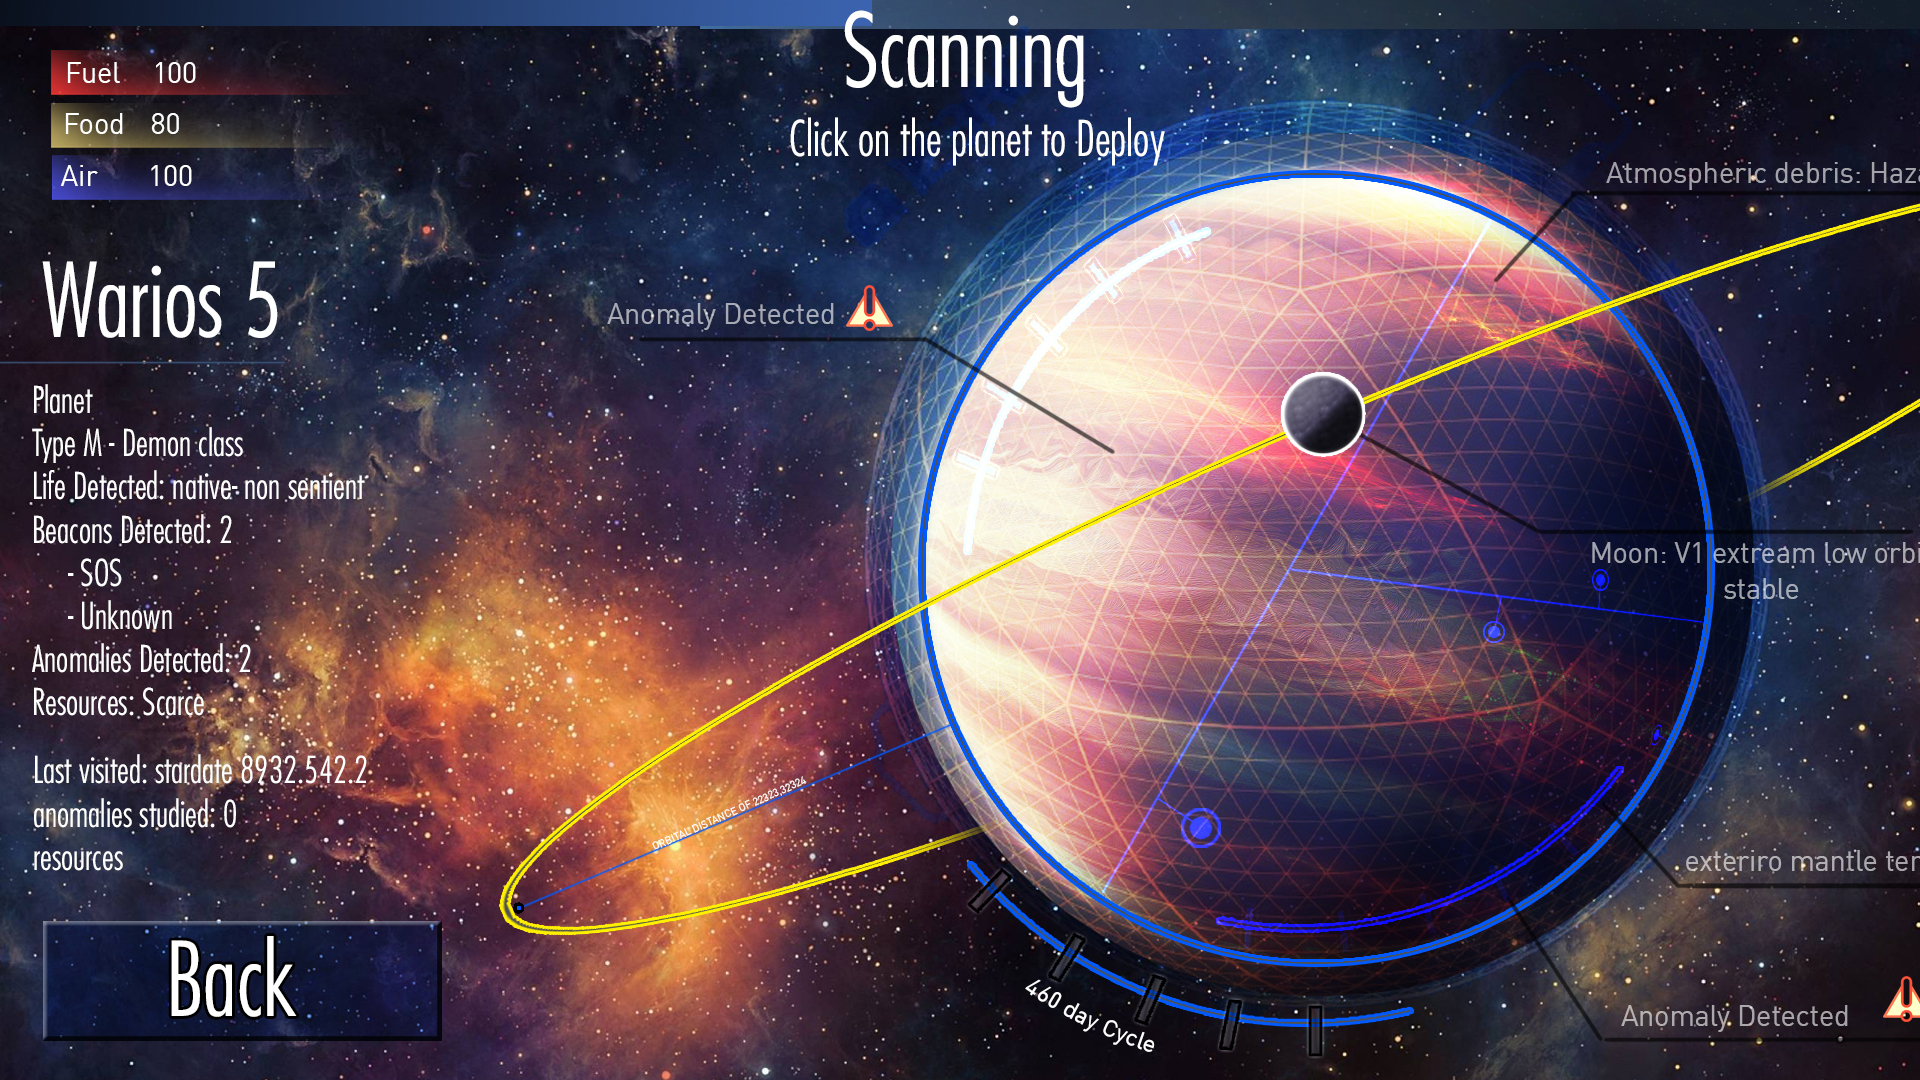 Scanning
Click on the planet to Deploy
Fuel 100
Food 80
Air 100
Warios 5
Planet
Type M - Demon class
Life Detected: native- non sentient
Beacons Detected: 2
- SOS
- Unknown
Anomalies Detected: 2
Resources: Scarce
Last visited: stardate 8932.542.2
anomalies studied: 0
resources
Back
Anomaly Detected
Atmospheric debris: Haza
Moon: V1 extream low orbi
stable
ORBITAL DISTANCE OF 22323,32324
exteriro mantle ter
460 day Cycle
Anomaly Detected